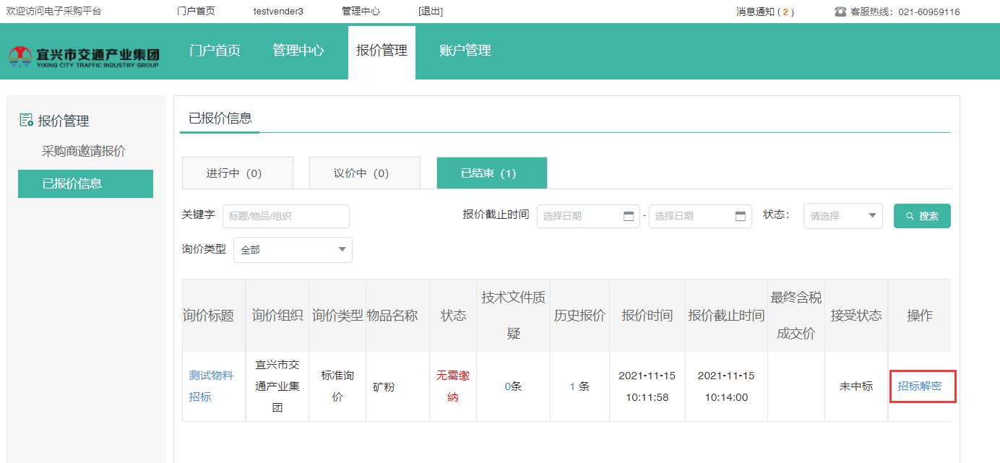 欢迎访问电子采购平台 门户首页 testvender3 管理中心 [退出] 消息通知 ( 2 ) 客服热线：021-60959116
宜兴市交通产业集团
YIXING CITY TRAFFIC INDUSTRY GROUP
门户首页 管理中心 报价管理 账户管理
报价管理
采购商邀请报价
已报价信息
已报价信息
进行中（0） 议价中（0） 已结束（1）
关键字 标题/物品/组织 报价截止时间 选择日期 - 选择日期 状态： 请选择 搜索
询价类型 全部
询价标题 询价组织 询价类型 物品名称 状态 技术文件质疑 历史报价 报价时间 报价截止时间 最终含税成交价 接受状态 操作
测试物料招标 宜兴市交通产业集团 标准询价 矿粉 无需缴纳 0条 1 条 2021-11-15 10:11:58 2021-11-15 10:14:00 未中标 招标解密